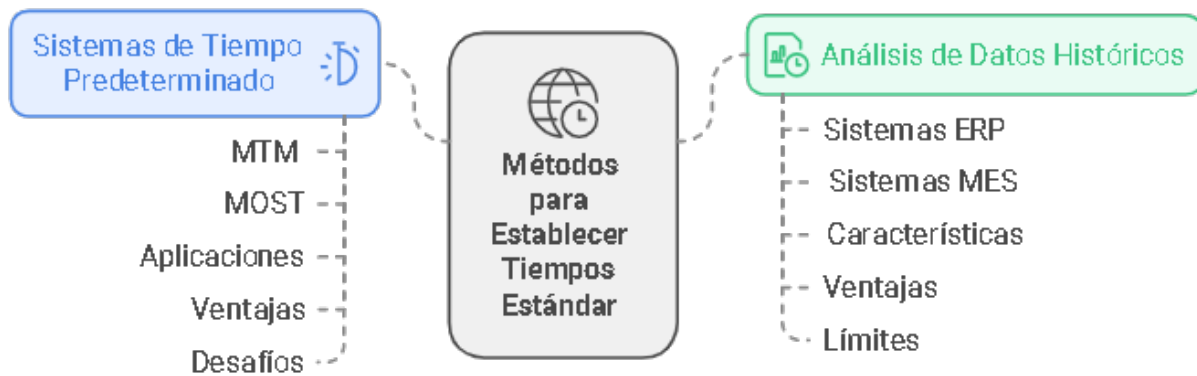 Sistemas de Tiempo
Predeterminado
MTM
MOST
Aplicaciones
Ventajas
Desafíos
Métodos
para
Establecer
Tiempos
Estándar
Análisis de Datos Históricos
Sistemas ERP
Sistemas MES
Características
Ventajas
Límites